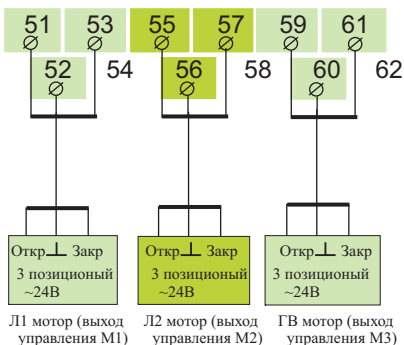 51 53 55 57 59 61
52 54 56 58 60 62
Откр Закр Откр Закр Откр Закр
3 позиционый 3 позиционый 3 позиционый
~24В ~24В ~24В
Л1 мотор (выход Л2 мотор (выход ГВ мотор (выход
управления М1) управления М2) управления М3)